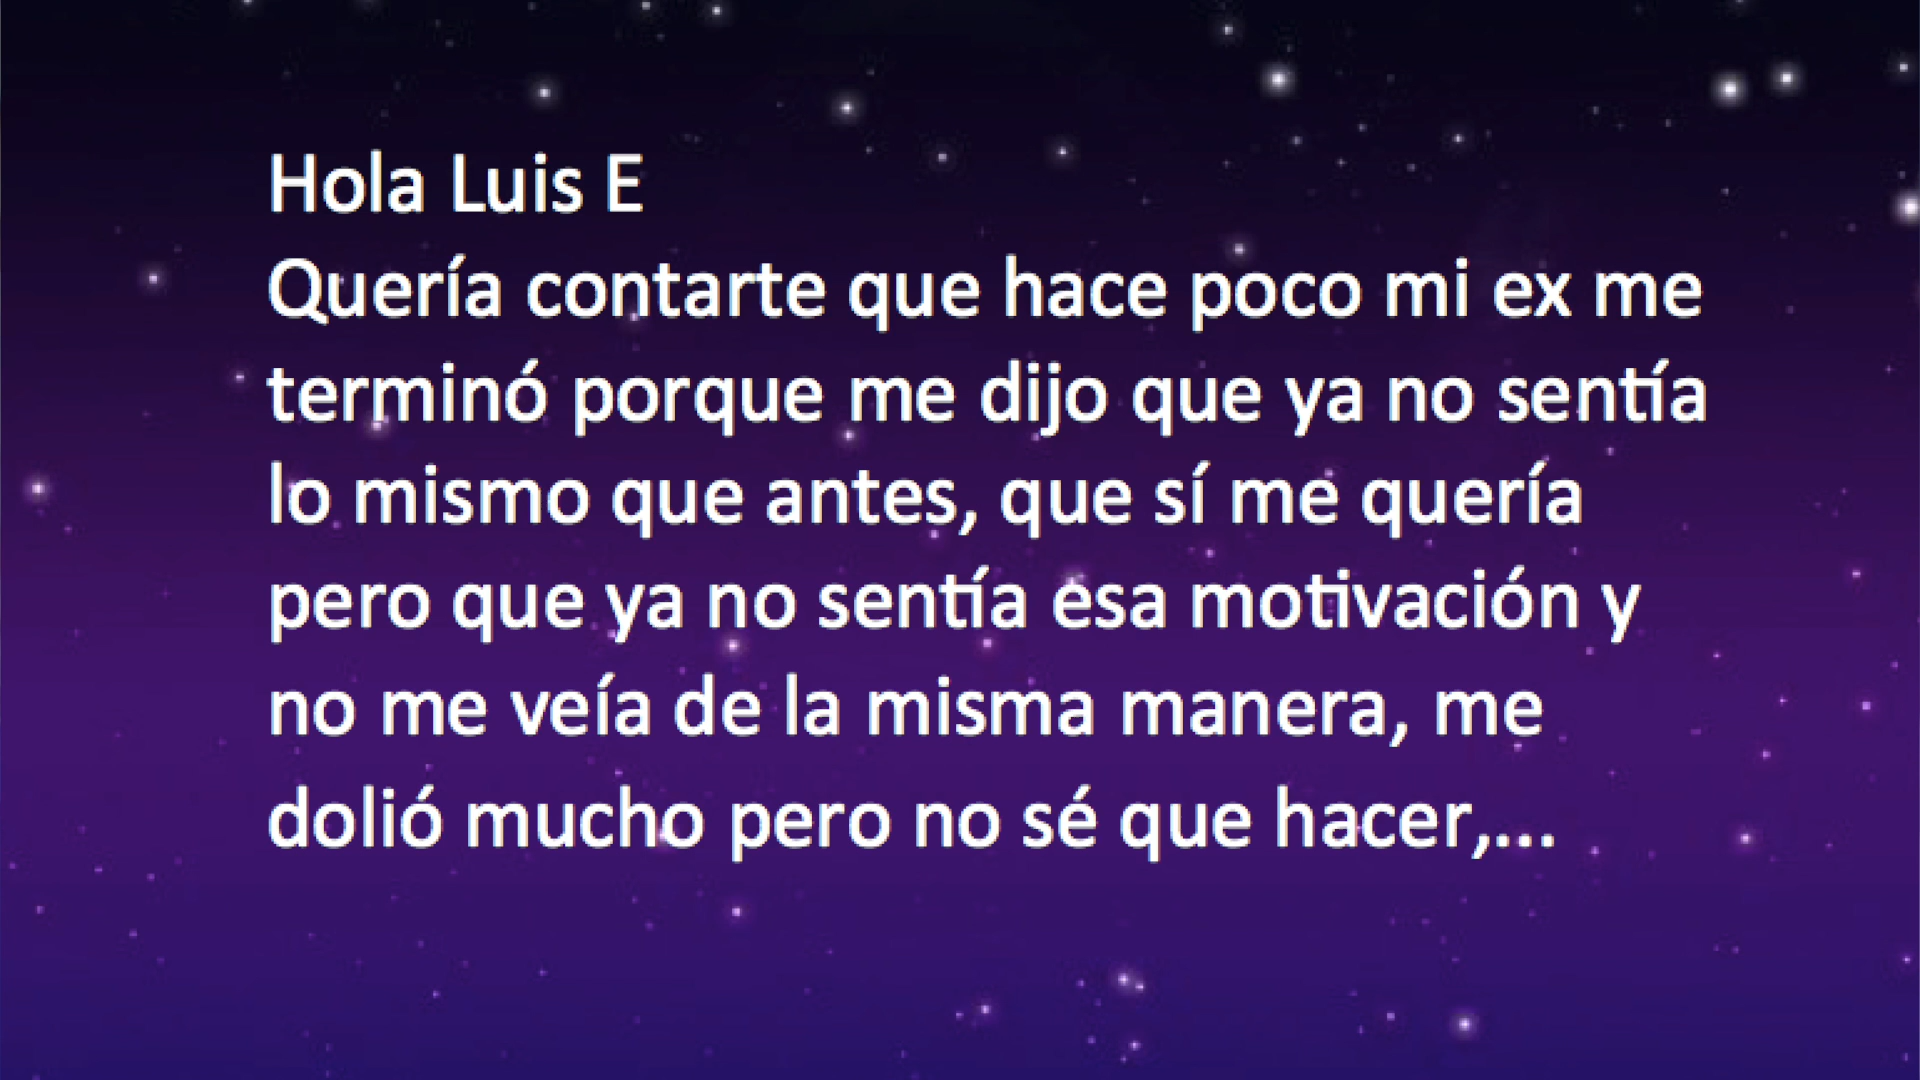 Hola Luis E
Quería contarte que hace poco mi ex me
terminó porque me dijo que ya no sentía
lo mismo que antes, que sí me quería
pero que ya no sentía esa motivación y
no me veía de la misma manera, me
dolió mucho pero no sé que hacer,...